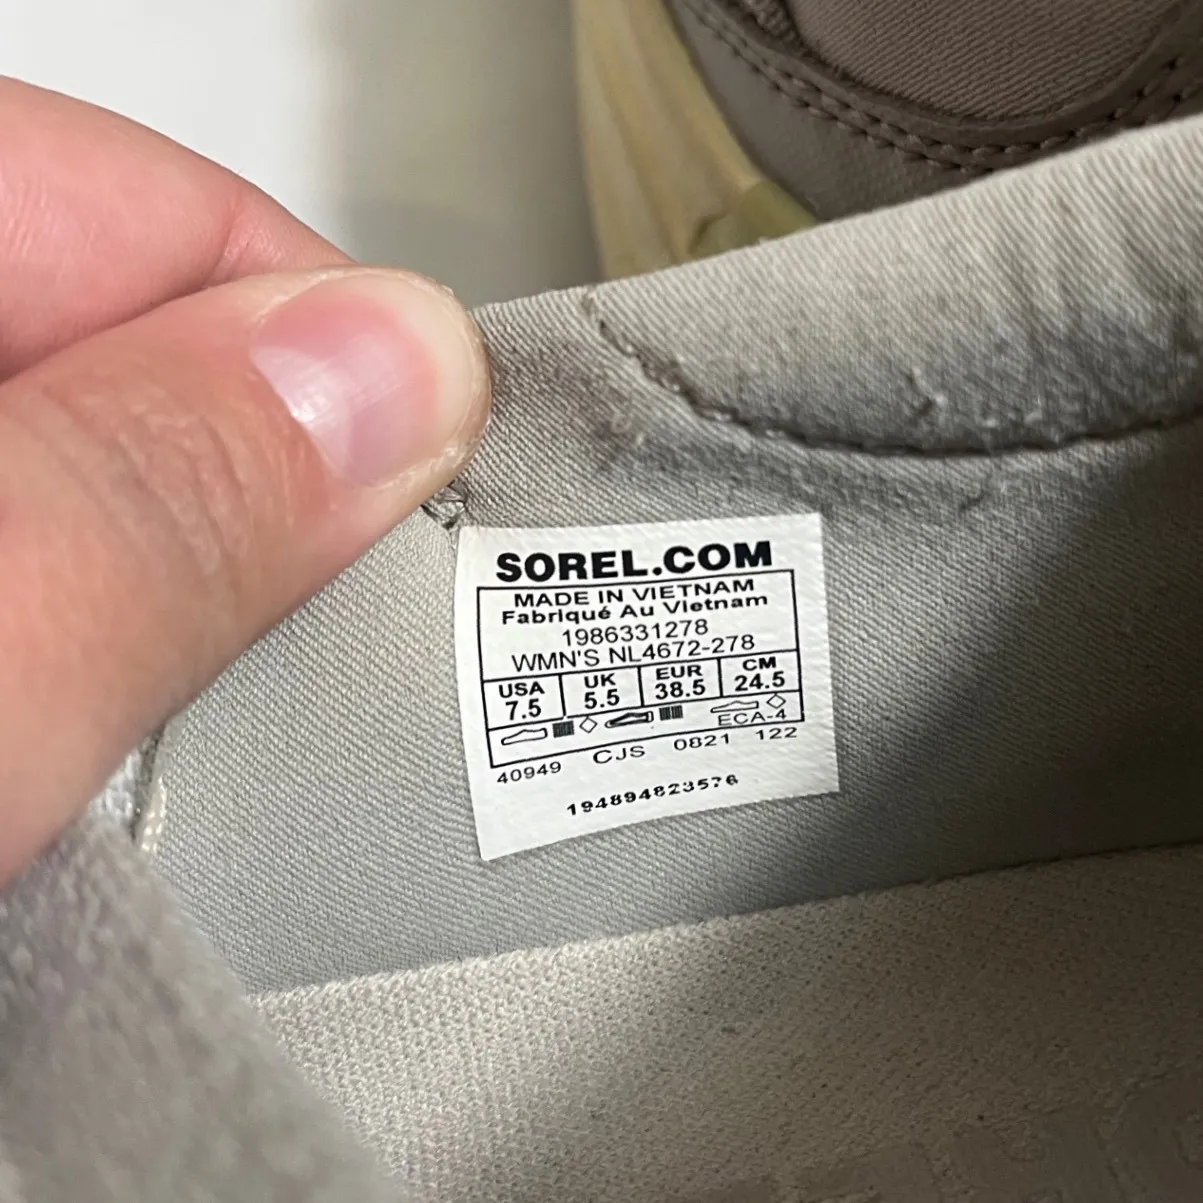 SOREL.COM
MADE IN VIETNAM
Fabriqué Au Vietnam
1986331278
WMN'S NL4672-278
USA UK EUR CM
7.5 5.5 38.5 24.5
ECA-4
40949 CJS 0821 122
194894823576